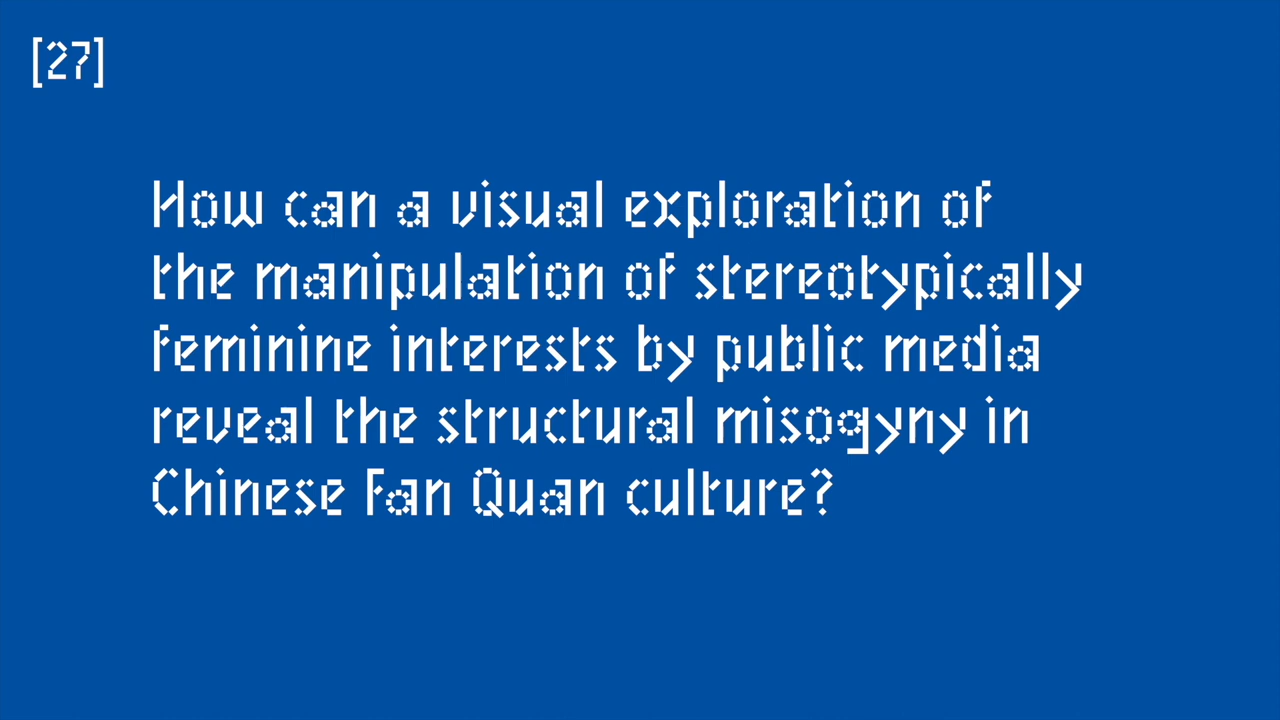 [27]
How can a visual exploration of
the manipulation of stereotypically
feminine interests by public media
reveal the structural misogyny in
Chinese Fan Quan culture?